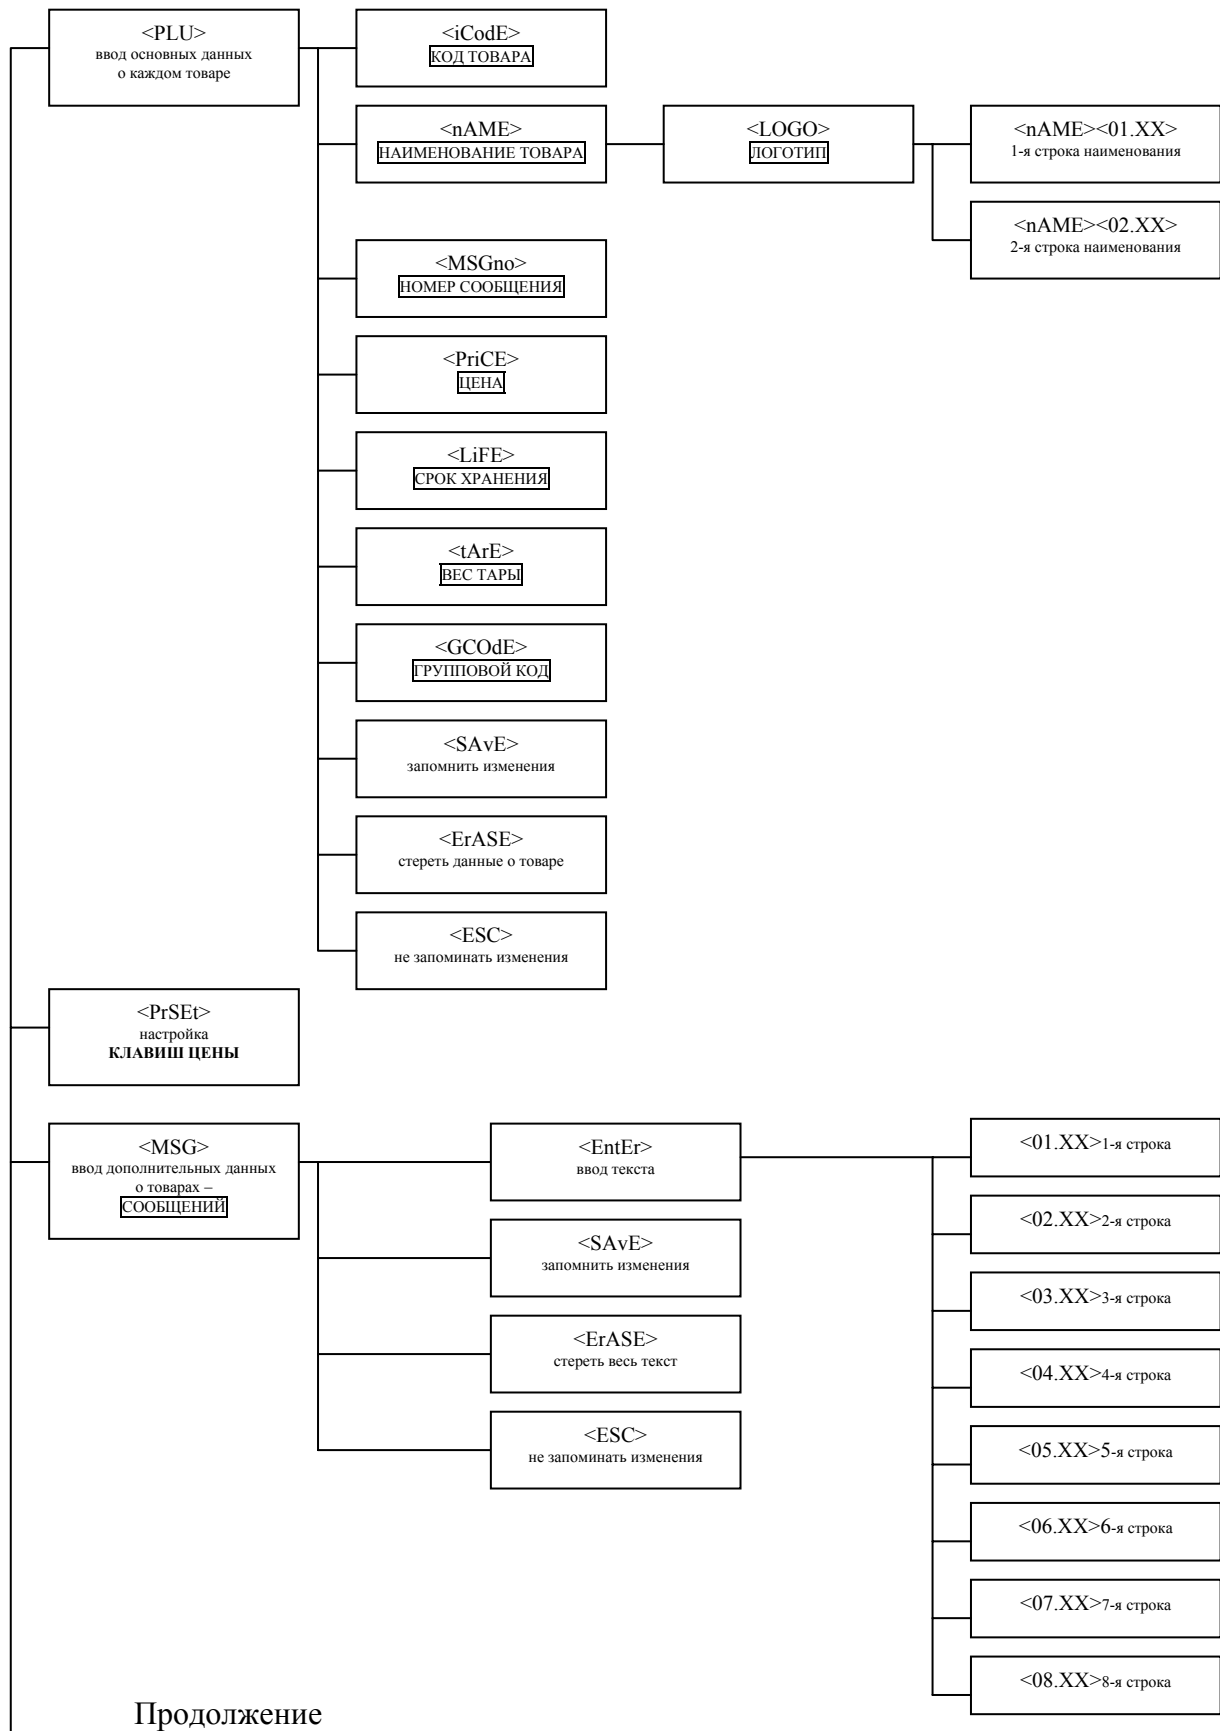 <PLU>
ввод основных данных
о каждом товаре
<iCodE>
КОД ТОВАРА
<nAME>
НАИМЕНОВАНИЕ ТОВАРА
<LOGO>
ЛОГОТИП
<nAME><01.XX>
1-я строка наименования
<nAME><02.XX>
2-я строка наименования
<MSGno>
НОМЕР СООБЩЕНИЯ
<PriCE>
ЦЕНА
<LiFE>
СРОК ХРАНЕНИЯ
<tArE>
ВЕС ТАРЫ
<GCOdE>
ГРУППОВОЙ КОД
<SAvE>
запомнить изменения
<ErASE>
стереть данные о товаре
<ESC>
не запоминать изменения
<PrSEt>
настройка
КЛАВИШ ЦЕНЫ
<MSG>
ввод дополнительных данных
о товарах –
СООБЩЕНИЙ
<EntEr>
ввод текста
<SAvE>
запомнить изменения
<ErASE>
стереть весь текст
<ESC>
не запоминать изменения
<01.XX>1-я строка
<02.XX>2-я строка
<03.XX>3-я строка
<04.XX>4-я строка
<05.XX>5-я строка
<06.XX>6-я строка
<07.XX>7-я строка
<08.XX>8-я строка
Продолжение